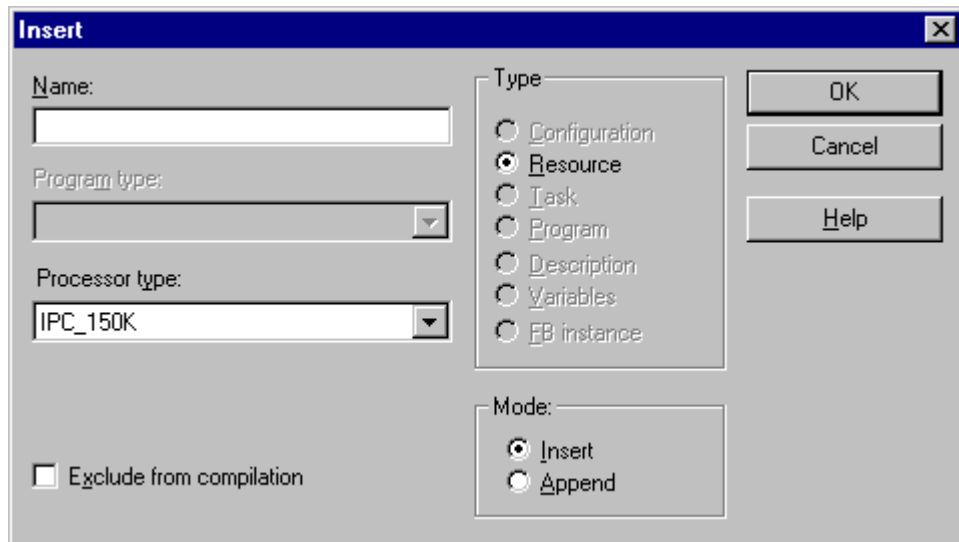 Insert
Name:
Program type:
Processor type:
IPC_150K
Exclude from compilation
Type
Configuration
Resource
Task
Program
Description
Variables
FB instance
Mode:
Insert
Append
OK
Cancel
Help